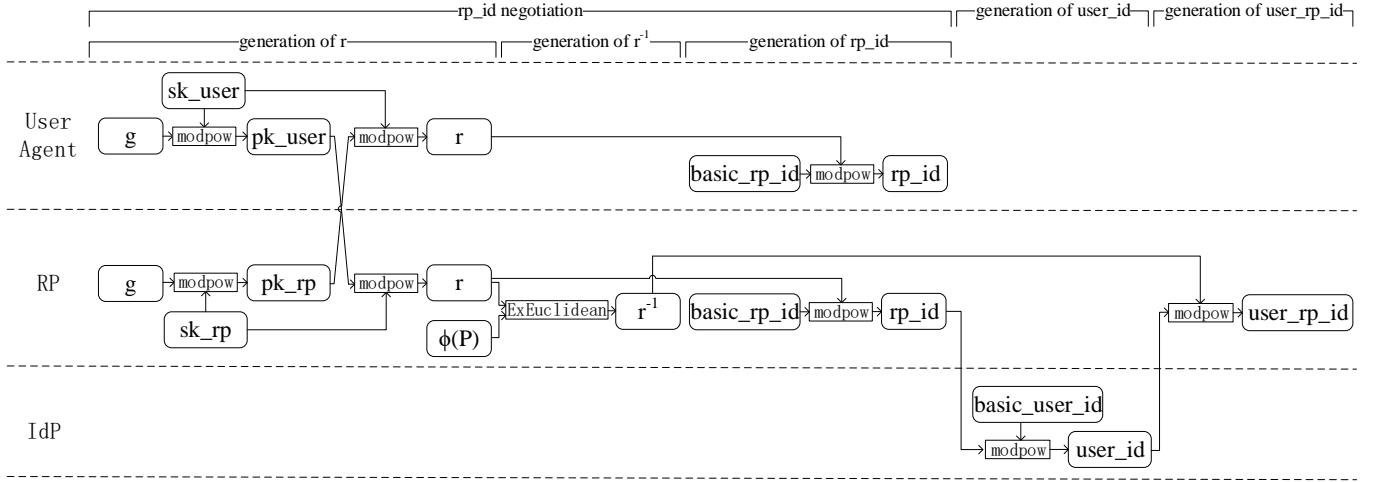 rp_id negotiation
generation of user_id
generation of user_rp_id
generation of r
generation of r⁻¹
generation of rp_id
User
Agent
sk_user
g
modpow
pk_user
modpow
r
basic_rp_id
modpow
rp_id
RP
g
modpow
pk_rp
sk_rp
modpow
r
ϕ(P)
ExEuclidean
r⁻¹
basic_rp_id
modpow
rp_id
modpow
user_rp_id
IdP
basic_user_id
modpow
user_id